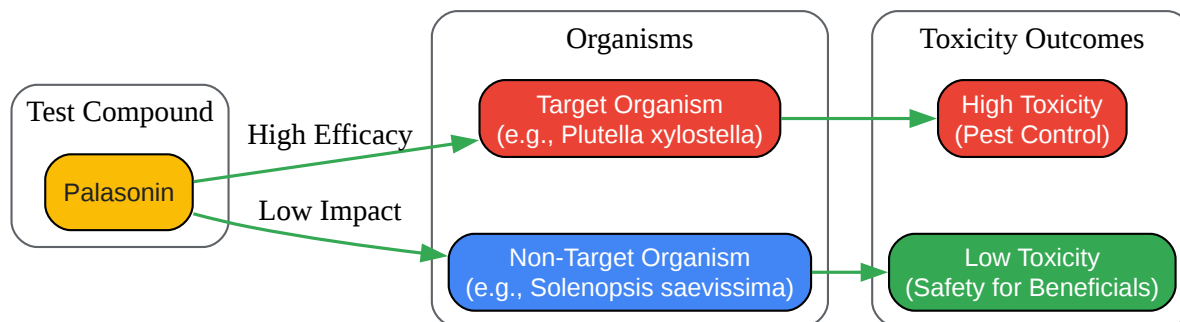 Test Compound
Palasonin
High Efficacy
Low Impact
Organisms
Target Organism
(e.g., Plutella xylostella)
Non-Target Organism
(e.g., Solenopsis saevissima)
Toxicity Outcomes
High Toxicity
(Pest Control)
Low Toxicity
(Safety for Beneficials)